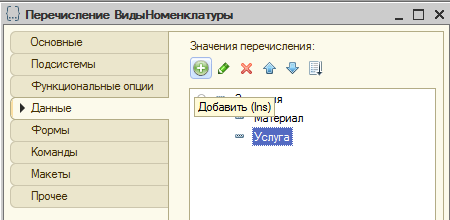 Перечисление ВидыНоменклатуры
Основные
Подсистемы
Функциональные опции
Данные
Формы
Команды
Макеты
Прочее
Значения перечисления:
Добавить (Ins)
Материал
Услуга